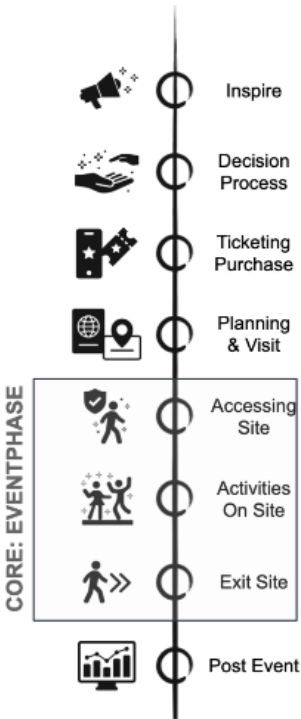 Inspire
Decision
Process
Ticketing
Purchase
Planning
& Visit
CORE: EVENTPHASE
Accessing
Site
Activities
On Site
Exit Site
Post Event